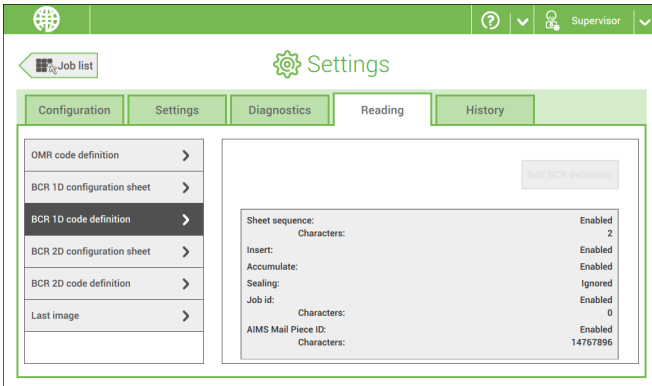 Supervisor
Job list
Settings
Configuration
Settings
Diagnostics
Reading
History
OMR code definition
BCR 1D configuration sheet
BCR 1D code definition
BCR 2D configuration sheet
BCR 2D code definition
Last image
Edit BCR definition
Sheet sequence: Enabled
Characters: 2
Insert: Enabled
Accumulate: Enabled
Sealing: Ignored
Job id: Enabled
Characters: 0
AIMS Mail Piece ID: Enabled
Characters: 14767896